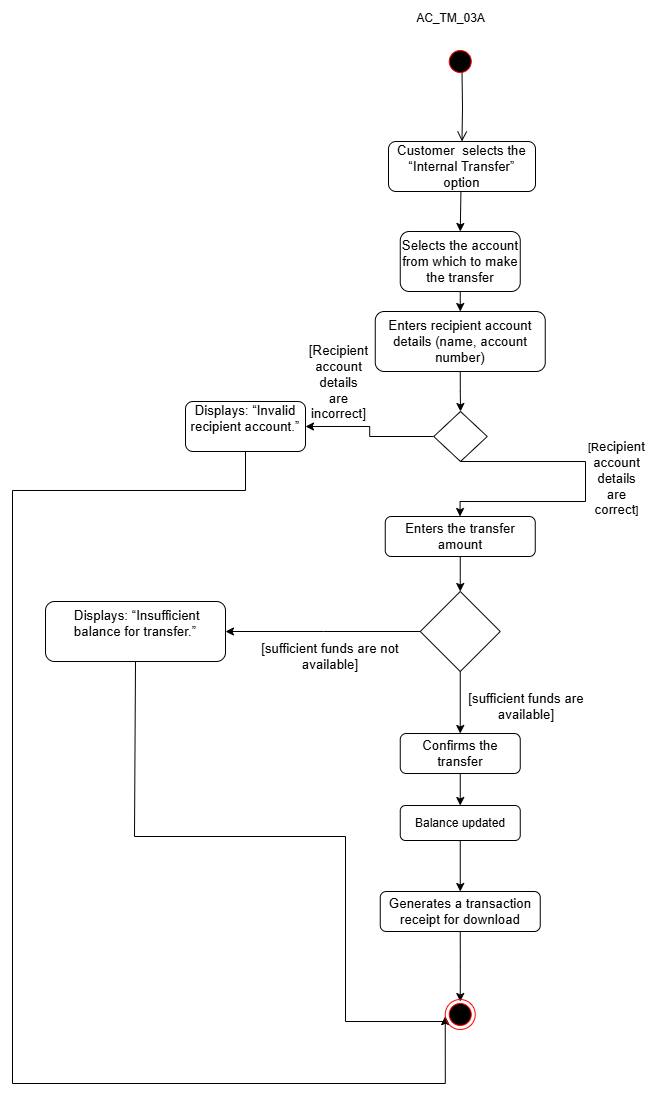 AC_TM_03A
Customer  selects the
“Internal Transfer”
option
Selects the account
from which to make
the transfer
Enters recipient account
details (name, account
number)
[Recipient
account
details
are
incorrect]
Displays: “Invalid
recipient account.”
[Recipient
account
details
are
correct]
Enters the transfer
amount
Displays: “Insufficient
balance for transfer.”
[sufficient funds are not
available]
[sufficient funds are
available]
Confirms the
transfer
Balance updated
Generates a transaction
receipt for download